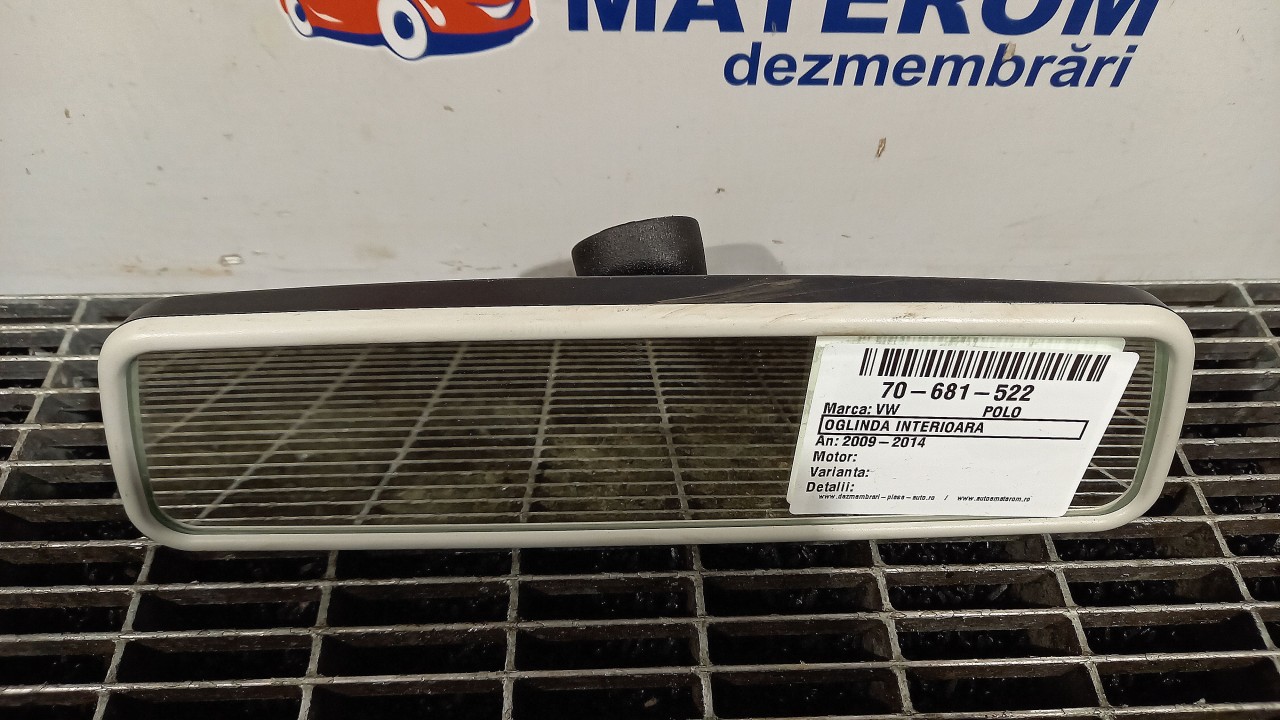 MATEROM
dezmembrări
70-681-522
Marca: VW POLO
OGLINDA INTERIOARA
An: 2009-2014
Motor:
Varianta:
Detalii:
www.dezmembrari-piese-auto.ro / www.autoematerom.ro